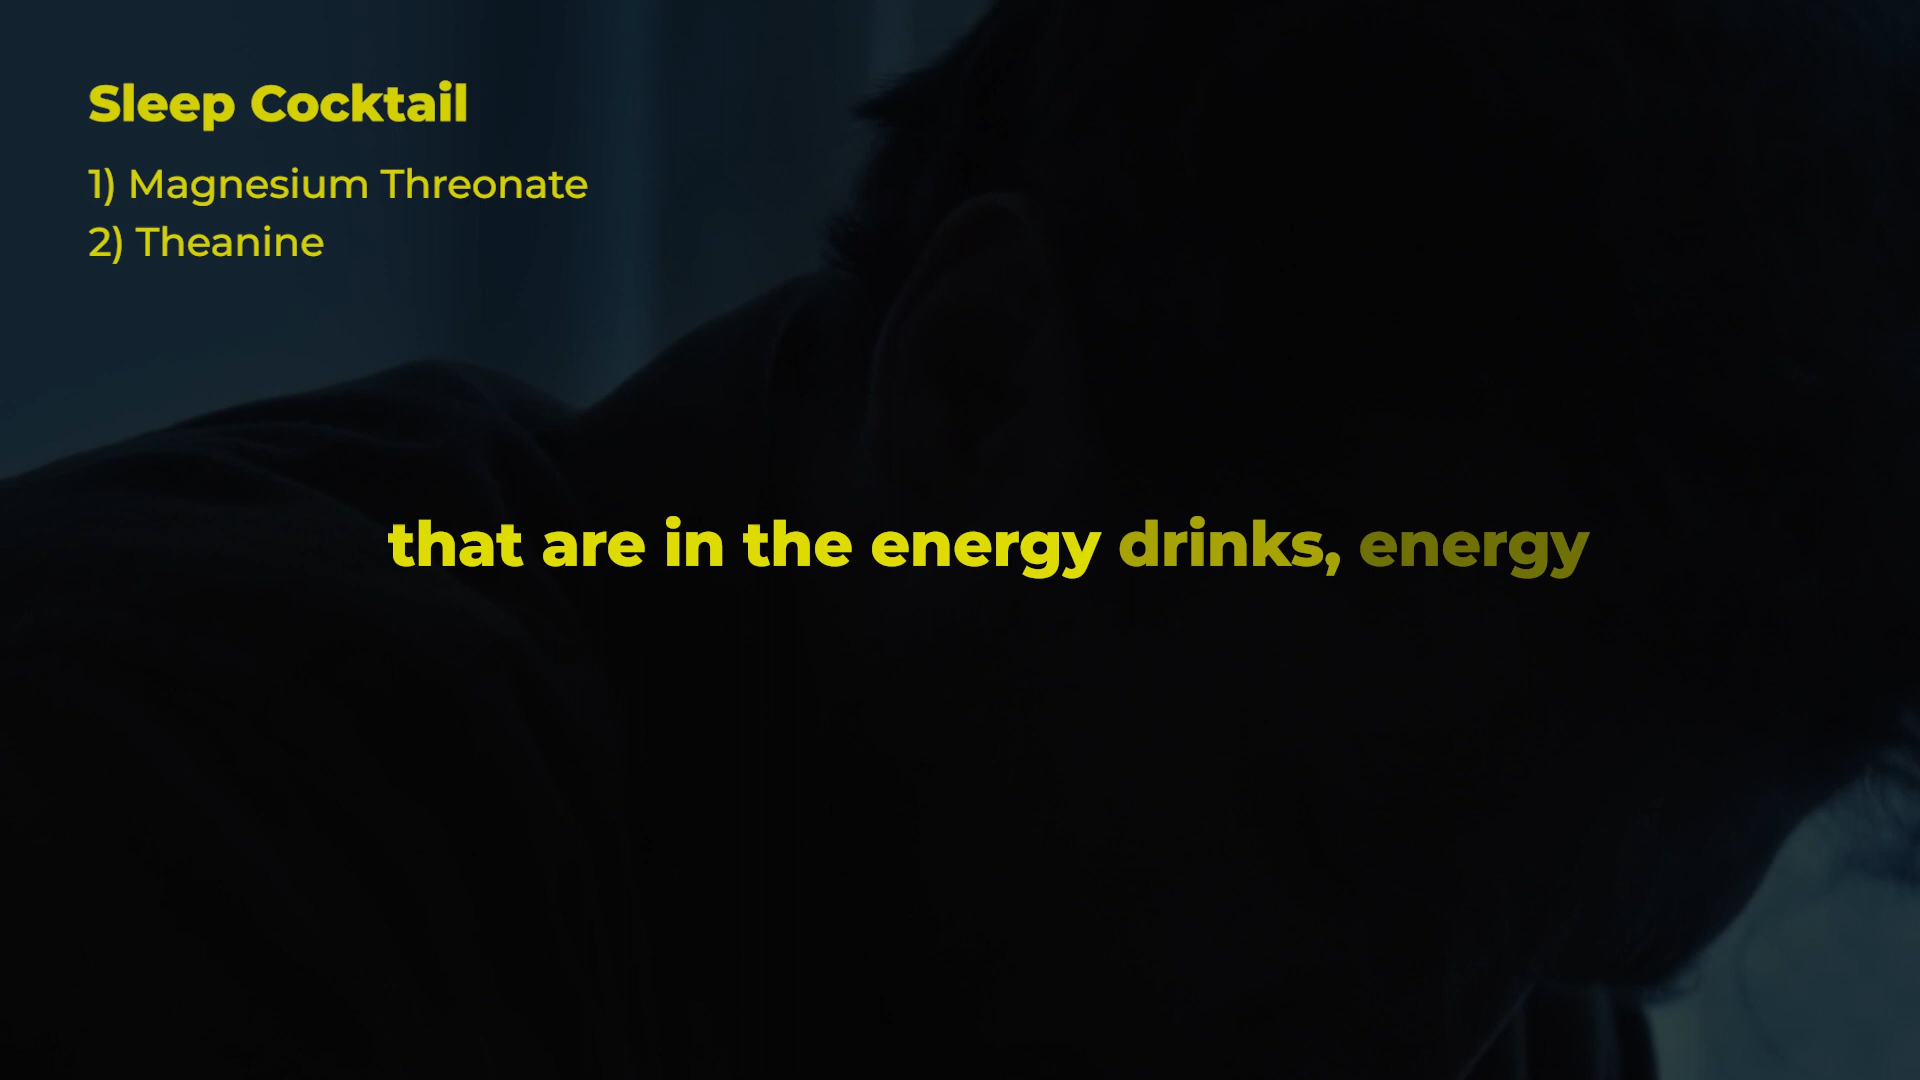 Sleep Cocktail
1) Magnesium Threonate
2) Theanine
that are in the energy drinks, energy